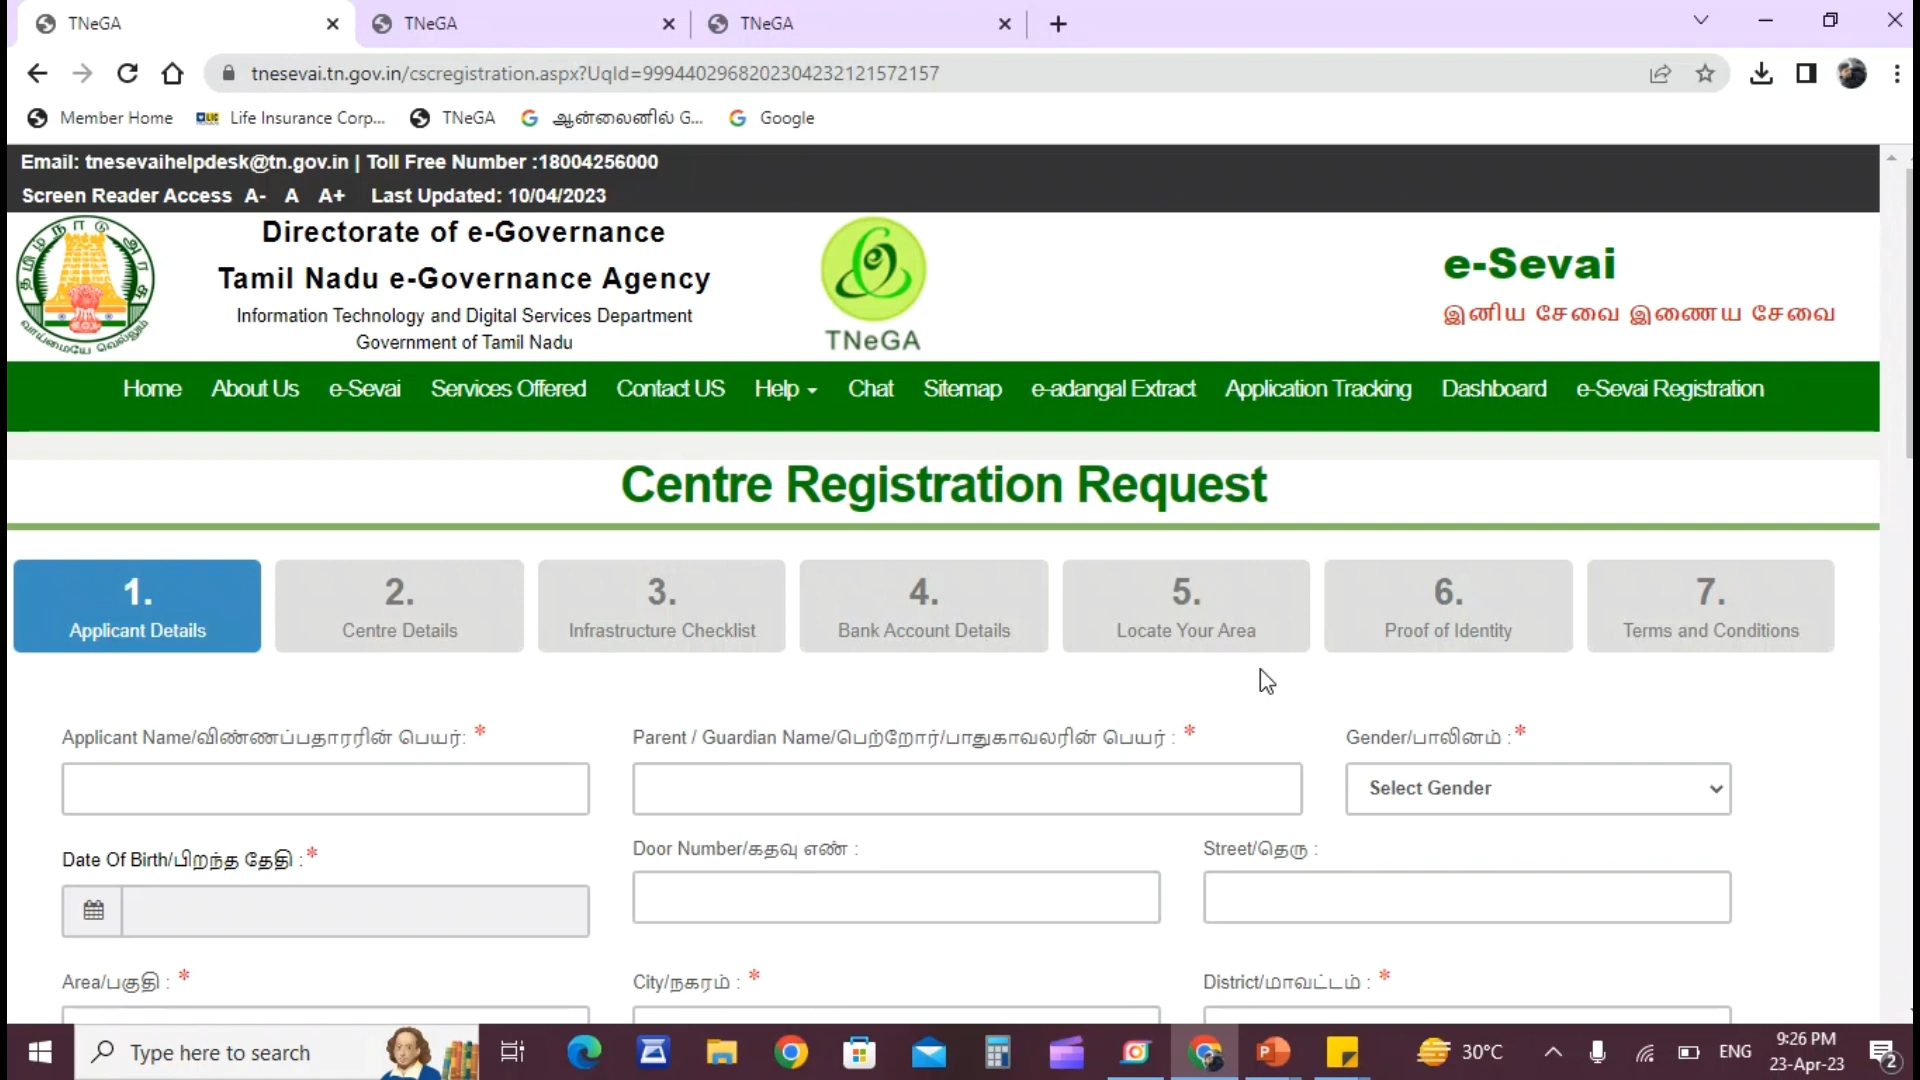 TNeGA
TNeGA
TNeGA
tnesevai.tn.gov.in/cscregistration.aspx?UqId=9994402968202304232121572157
Member Home
Life Insurance Corp...
TNeGA
ஆன்லைனில் G...
Google
Email: tnesevaihelpdesk@tn.gov.in | Toll Free Number :18004256000
Screen Reader Access A- A A+ Last Updated: 10/04/2023
Directorate of e-Governance
Tamil Nadu e-Governance Agency
Information Technology and Digital Services Department
Government of Tamil Nadu
TNeGA
e-Sevai
இனிய சேவை இணைய சேவை
Home About Us e-Sevai Services Offered Contact US Help Chat Sitemap e-adangal Extract Application Tracking Dashboard e-Sevai Registration
Centre Registration Request
1.
Applicant Details
2.
Centre Details
3.
Infrastructure Checklist
4.
Bank Account Details
5.
Locate Your Area
6.
Proof of Identity
7.
Terms and Conditions
Applicant Name/விண்ணப்பதாரரின் பெயர்: *
Parent / Guardian Name/பெற்றோர்/பாதுகாவலரின் பெயர் : *
Gender/பாலினம் : *
Select Gender
Date Of Birth/பிறந்த தேதி : *
Door Number/கதவு எண் :
Street/தெரு :
Area/பகுதி : *
City/நகரம் : *
District/மாவட்டம் : *
Type here to search
30°C
ENG
9:26 PM
23-Apr-23
2